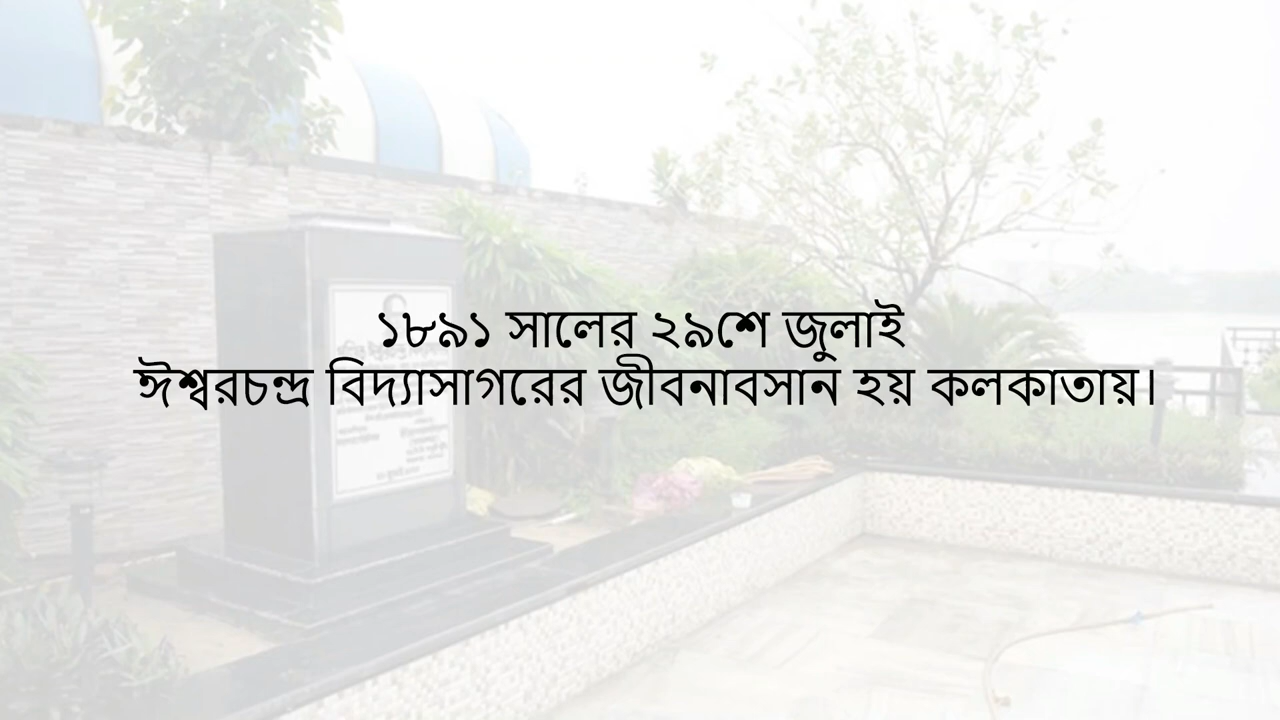 ১৮৯১ সালের ২৯শে জুলাই
ঈশ্বরচন্দ্র বিদ্যাসাগরের জীবনাবসান হয় কলকাতায়।